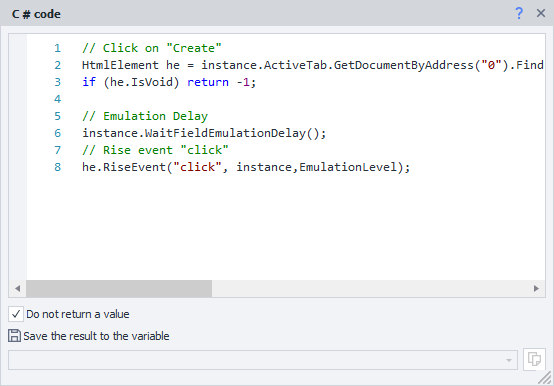 C # code
?
1 // Click on "Create"
2 HtmlElement he = instance.ActiveTab.GetDocumentByAddress("0").Find
3 if (he.IsVoid) return -1;
4
5 // Emulation Delay
6 instance.WaitFieldEmulationDelay();
7 // Rise event "click"
8 he.RiseEvent("click", instance,EmulationLevel);
Do not return a value
Save the result to the variable